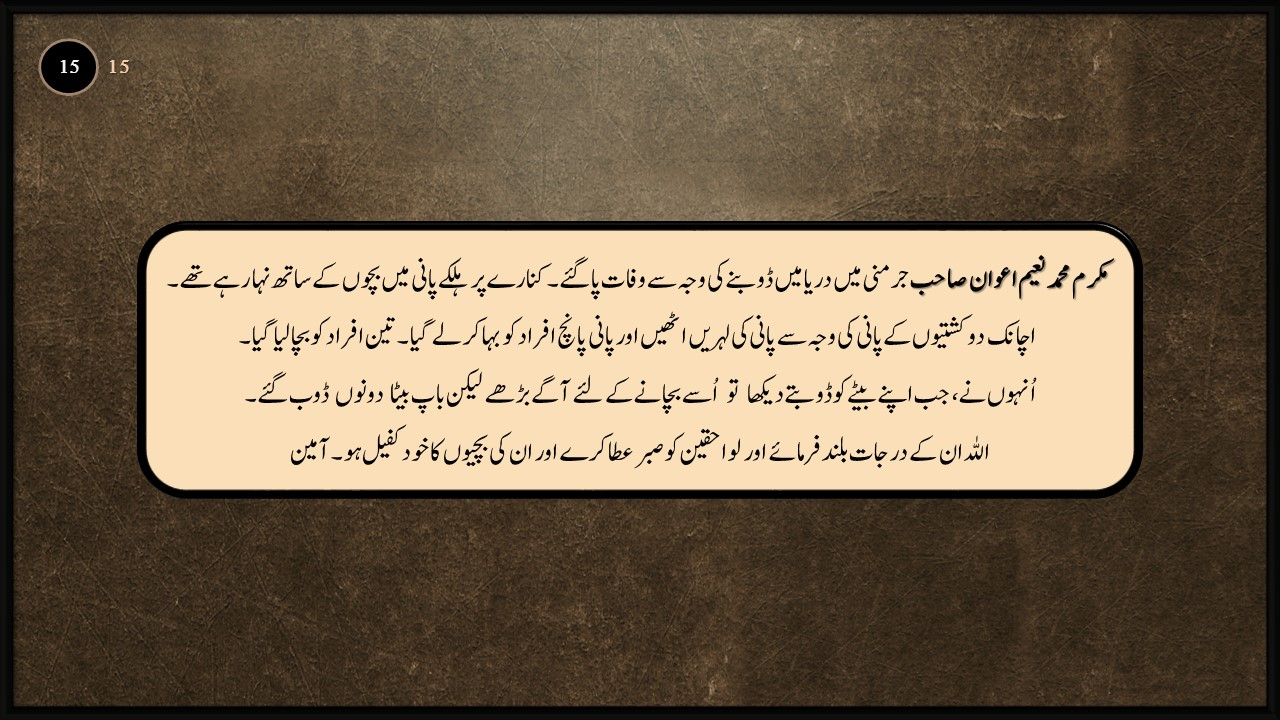 15 15
مکرم محمد نعیم اعوان صاحب جرمنی میں دریا میں ڈوبنے کی وجہ سے وفات پا گئے۔ کنارے پر ہلکے پانی میں بچوں کے ساتھ نہا رہے تھے۔
اچانک دو کشتیوں کے پانی کی وجہ سے پانی کی لہریں اٹھیں اور پانی پانچ افراد کو بہا کر لے گیا۔ تین افراد کو بچا لیا گیا۔
اُنہوں نے، جب اپنے بیٹے کو ڈوبتے دیکھا تو اُسے بچانے کے لئے آگے بڑھے لیکن باپ بیٹا دونوں ڈوب گئے۔
اللہ ان کے درجات بلند فرمائے اور لواحقین کو صبر عطا کرے اور ان کی بچیوں کا خود کفیل ہو۔ آمین